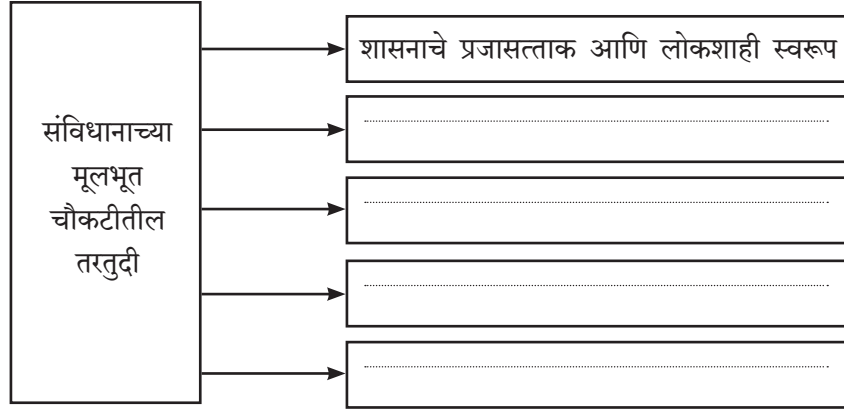 संविधानाच्या
मूलभूत
चौकटीतील
तरतुदी
शासनाचे प्रजासत्ताक आणि लोकशाही स्वरूप